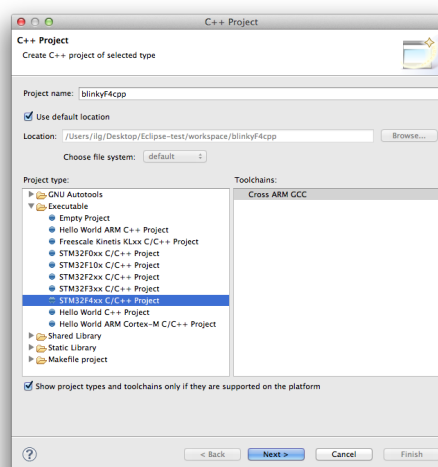 C++ Project
C++ Project
Create C++ project of selected type
Project name: blinkyF4cpp
Use default location
Location: /Users/ilg/Desktop/Eclipse-test/workspace/blinkyF4cpp Browse...
Choose file system: default
Project type: Toolchains:
GNU Autotools Cross ARM GCC
Executable
Empty Project
Hello World ARM C++ Project
Freescale Kinetis KLxx C/C++ Project
STM32F0xx C/C++ Project
STM32F10x C/C++ Project
STM32F2xx C/C++ Project
STM32F3xx C/C++ Project
STM32F4xx C/C++ Project
Hello World C++ Project
Hello World ARM Cortex-M C/C++ Project
Shared Library
Static Library
Makefile project
Show project types and toolchains only if they are supported on the platform
? < Back Next > Cancel Finish